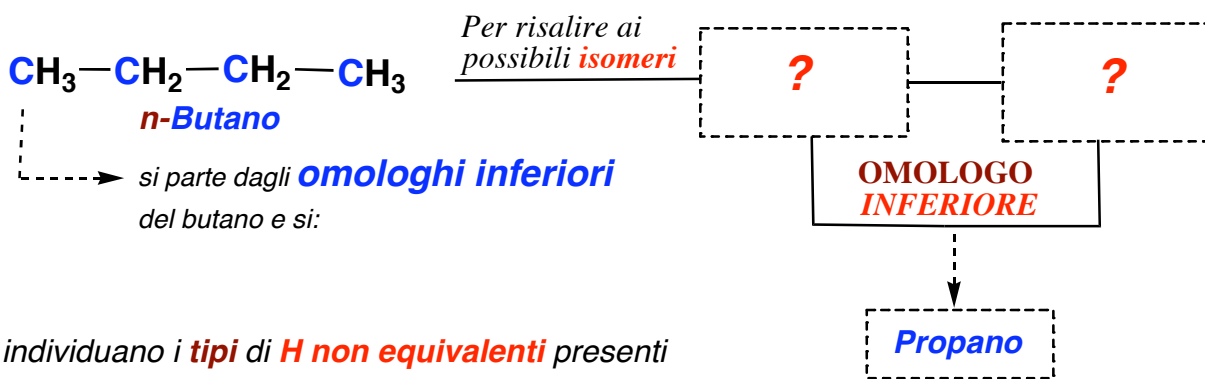 CH3—CH2—CH2—CH3
n-Butano
Per risalire ai
possibili isomeri
?
?
si parte dagli omologhi inferiori
del butano e si:
OMOLOGO
INFERIORE
individuano i tipi di H non equivalenti presenti
Propano